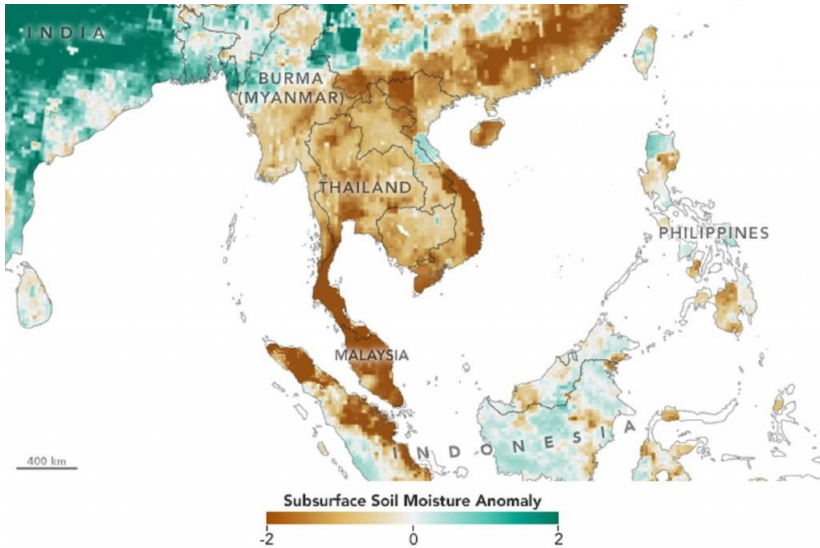 INDIA
BURMA
(MYANMAR)
THAILAND
PHILIPPINES
MALAYSIA
INDONESIA
400 km
Subsurface Soil Moisture Anomaly
-2 0 2